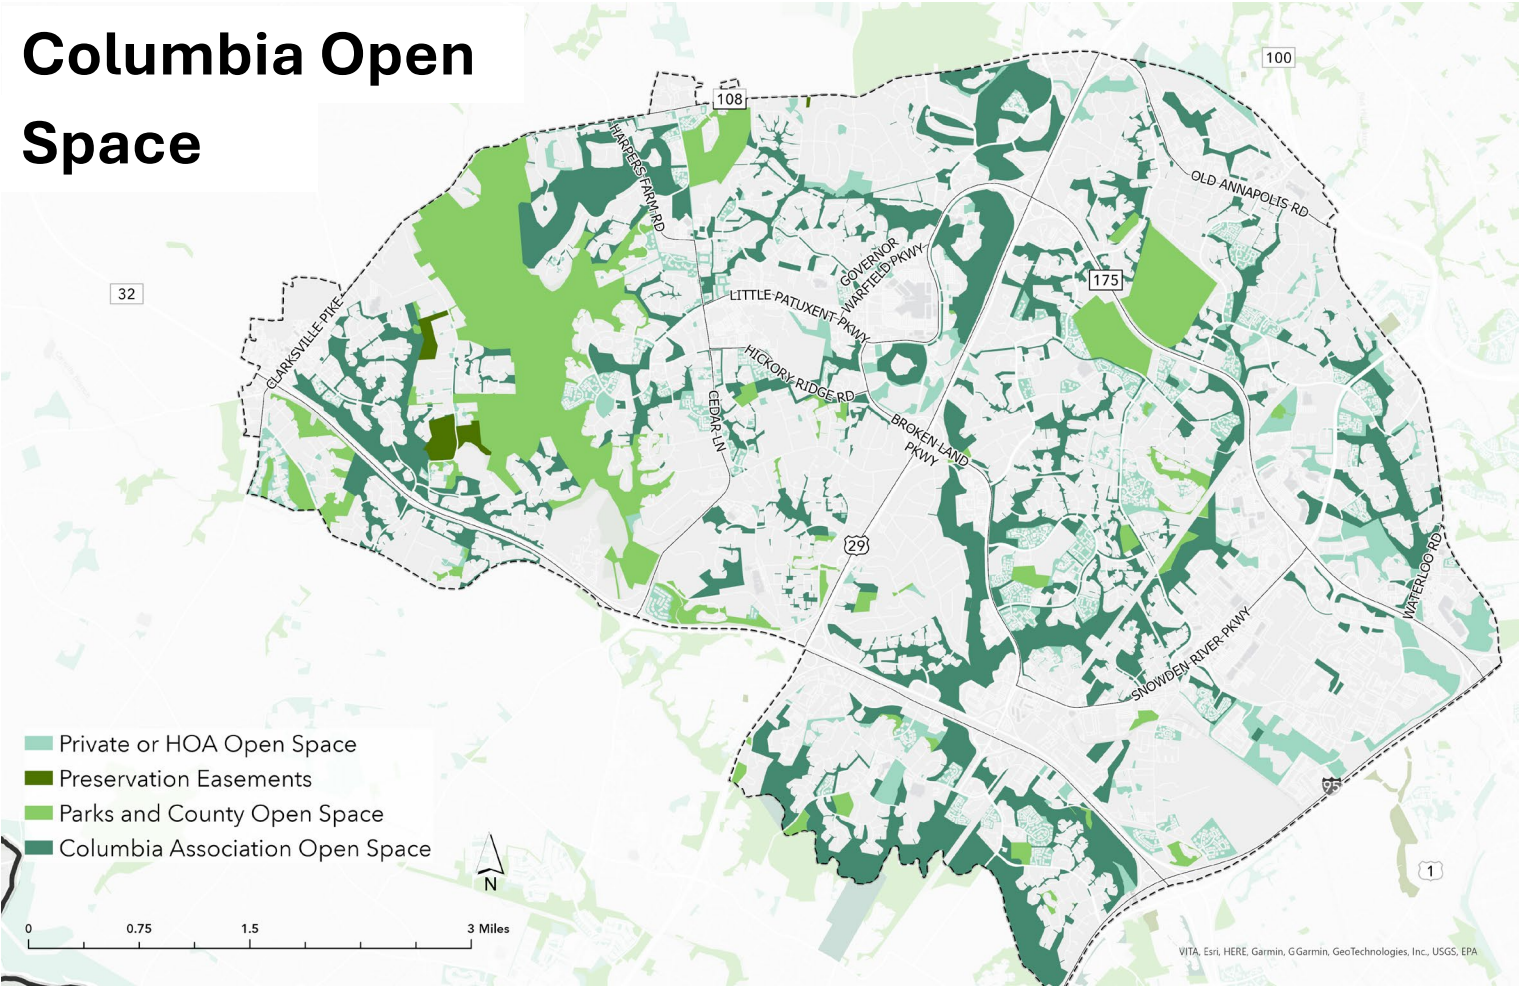 Columbia Open
Space
100
108
HARPERS FARM RD
OLD ANNAPOLIS RD
GOVERNOR
WARFIELD PKWY
175
32
LITTLE PATUXENT PKWY
CLARKSVILLE PIKE
HICKORY RIDGE RD
CEDAR LN
BROKEN LAND
PKWY
29
WATERLOO RD
SNOWDEN RIVER PKWY
95
1
Private or HOA Open Space
Preservation Easements
Parks and County Open Space
Columbia Association Open Space
N
0 0.75 1.5 3 Miles
VITA, Esri, HERE, Garmin, GGarmin, GeoTechnologies, Inc., USGS, EPA